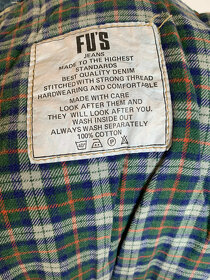 FU'S
JEANS
MADE TO THE HIGHEST
STANDARDS
BEST QUALITY DENIM
STITCHED WITH STRONG THREAD
HARDWEARING AND COMFORTABLE
MADE WITH CARE
LOOK AFTER THEM AND
THEY WILL LOOK AFTER YOU.
WASH INSIDE OUT
ALWAYS WASH SEPARATELY
100% COTTON
40°